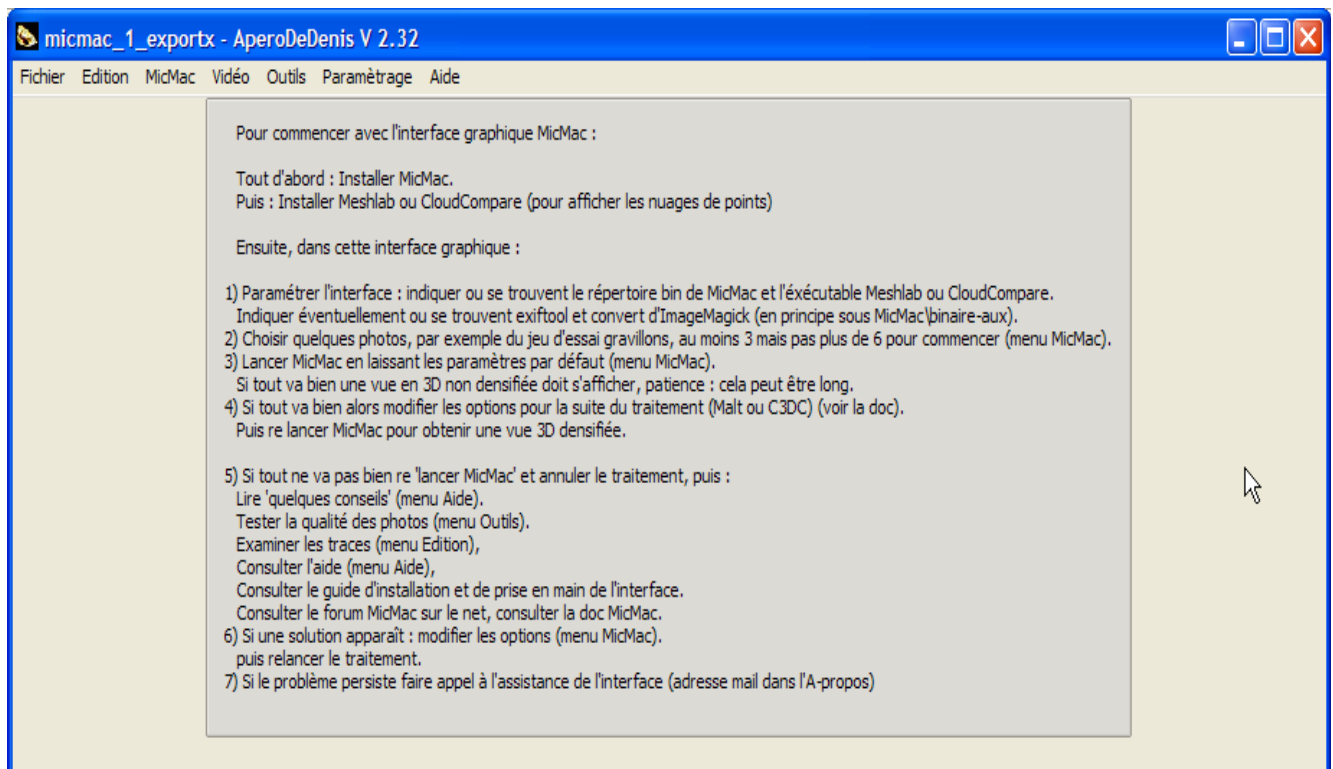 micmac_1_exportx - AperoDeDenis V 2.32
Fichier Edition MicMac Vidéo Outils Paramètrage Aide
Pour commencer avec l'interface graphique MicMac :
Tout d'abord : Installer MicMac.
Puis : Installer Meshlab ou CloudCompare (pour afficher les nuages de points)
Ensuite, dans cette interface graphique :
1) Paramétrer l'interface : indiquer ou se trouvent le répertoire bin de MicMac et l'éxécutable Meshlab ou CloudCompare.
Indiquer éventuellement ou se trouvent exiftool et convert d'ImageMagick (en principe sous MicMac\binaire-aux).
2) Choisir quelques photos, par exemple du jeu d'essai gravillons, au moins 3 mais pas plus de 6 pour commencer (menu MicMac).
3) Lancer MicMac en laissant les paramètres par défaut (menu MicMac).
Si tout va bien une vue en 3D non densifiée doit s'afficher, patience : cela peut être long.
4) Si tout va bien alors modifier les options pour la suite du traitement (Malt ou C3DC) (voir la doc).
Puis re lancer MicMac pour obtenir une vue 3D densifiée.
5) Si tout ne va pas bien re 'lancer MicMac' et annuler le traitement, puis :
Lire 'quelques conseils' (menu Aide).
Tester la qualité des photos (menu Outils).
Examiner les traces (menu Edition),
Consulter l'aide (menu Aide),
Consulter le guide d'installation et de prise en main de l'interface.
Consulter le forum MicMac sur le net, consulter la doc MicMac.
6) Si une solution apparaît : modifier les options (menu MicMac).
puis relancer le traitement.
7) Si le problème persiste faire appel à l'assistance de l'interface (adresse mail dans l'A-propos)